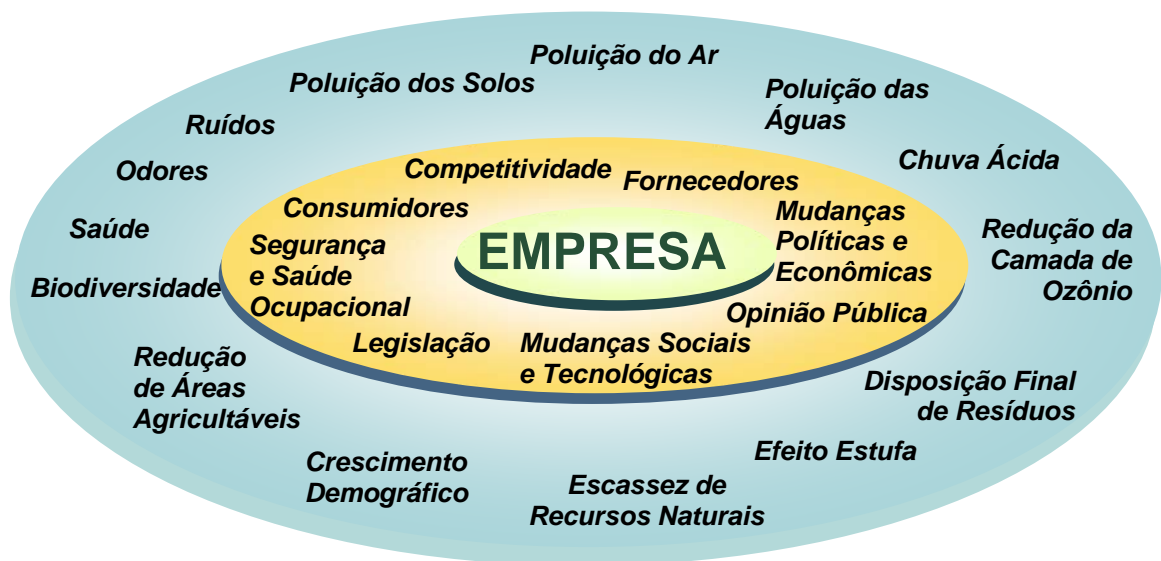 Poluição do Ar
Poluição dos Solos
Poluição das
Águas
Ruídos
Chuva Ácida
Odores
Saúde
Redução da
Camada de
Ozônio
Biodiversidade
Redução
de Áreas
Agricultáveis
Disposição Final
de Resíduos
Efeito Estufa
Crescimento
Demográfico
Escassez de
Recursos Naturais
Competitividade
Fornecedores
Consumidores
Mudanças
Políticas e
Econômicas
Segurança
e Saúde
Ocupacional
Opinião Pública
Legislação
Mudanças Sociais
e Tecnológicas
EMPRESA